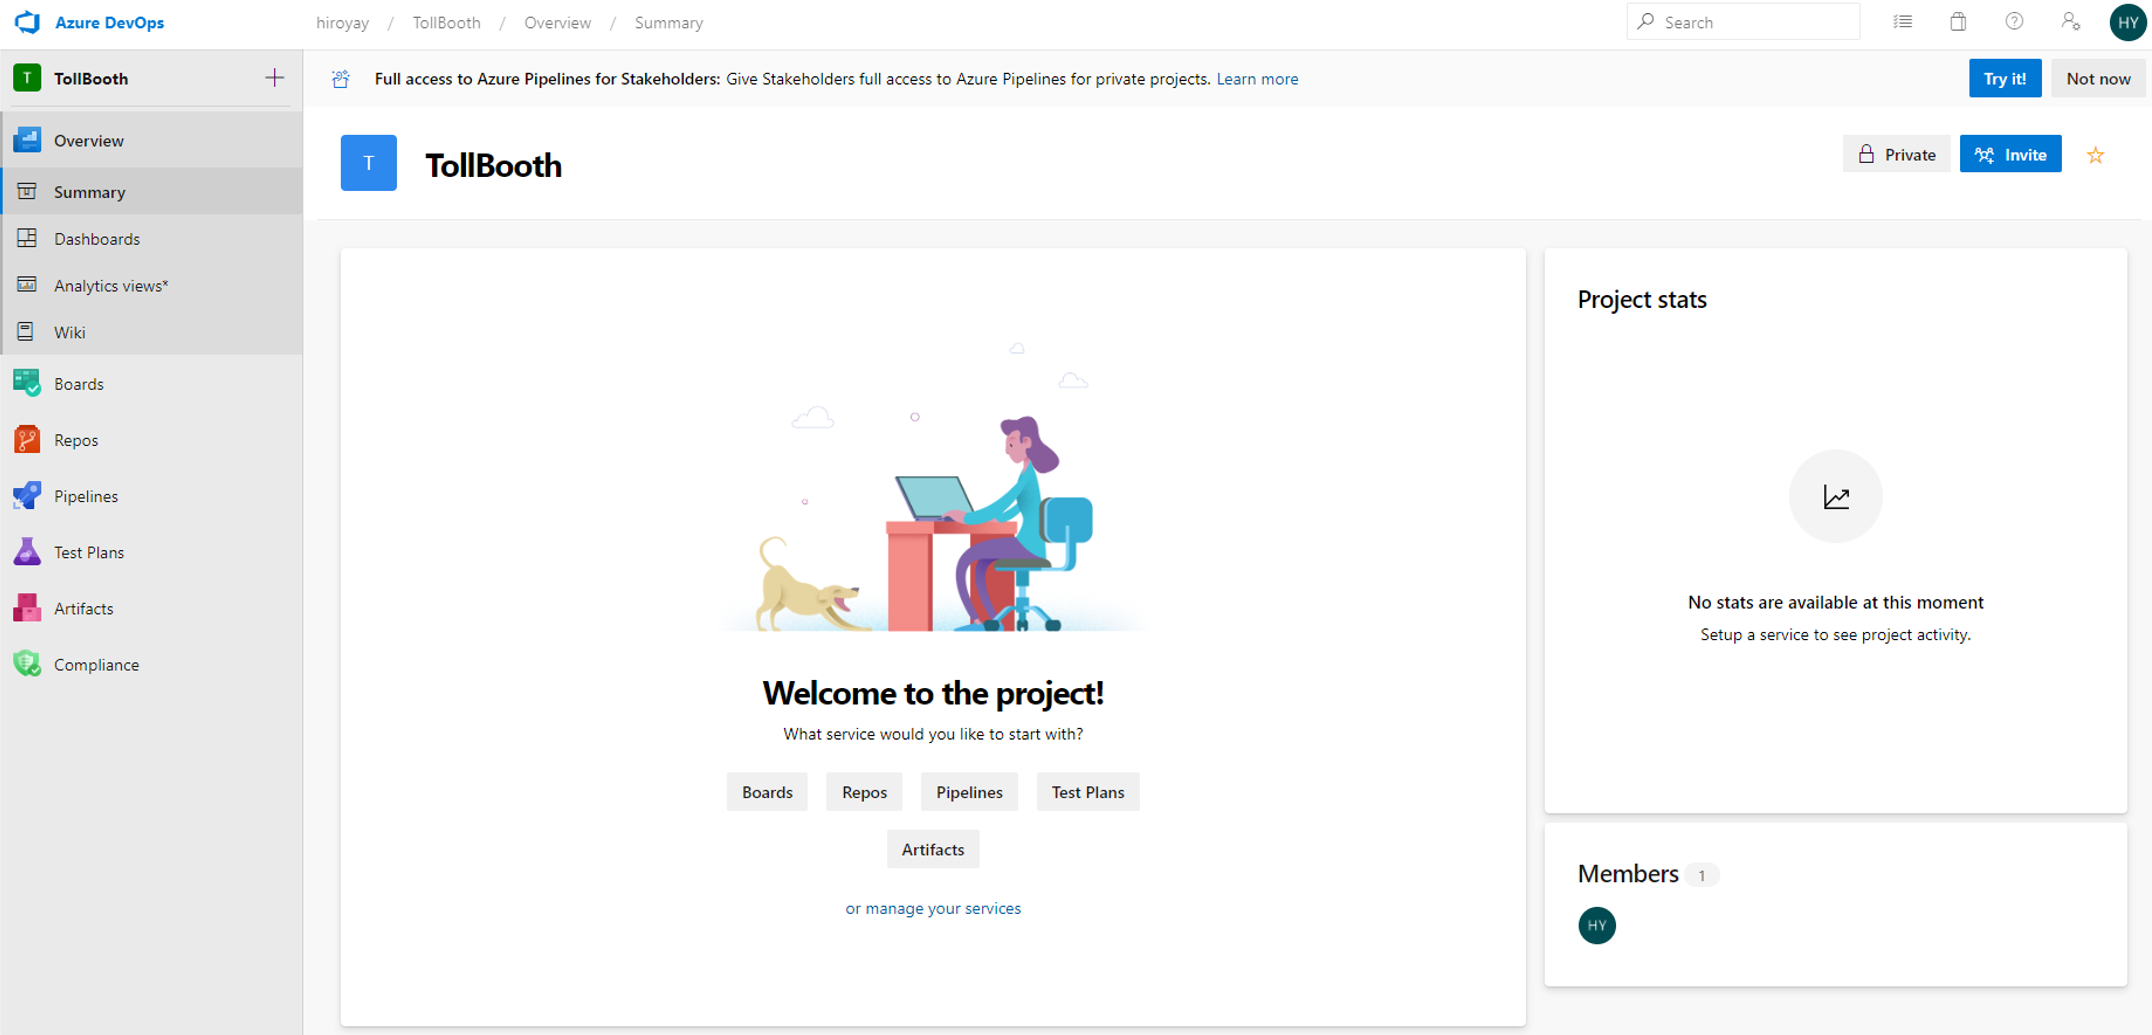 Azure DevOps
hiroyay / TollBooth / Overview / Summary
Search
HY
T TollBooth
Overview
Summary
Dashboards
Analytics views*
Wiki
Boards
Repos
Pipelines
Test Plans
Artifacts
Compliance
Full access to Azure Pipelines for Stakeholders: Give Stakeholders full access to Azure Pipelines for private projects. Learn more
Try it!
Not now
T TollBooth
Private
Invite
Welcome to the project!
What service would you like to start with?
Boards Repos Pipelines Test Plans
Artifacts
or manage your services
Project stats
No stats are available at this moment
Setup a service to see project activity.
Members 1
HY